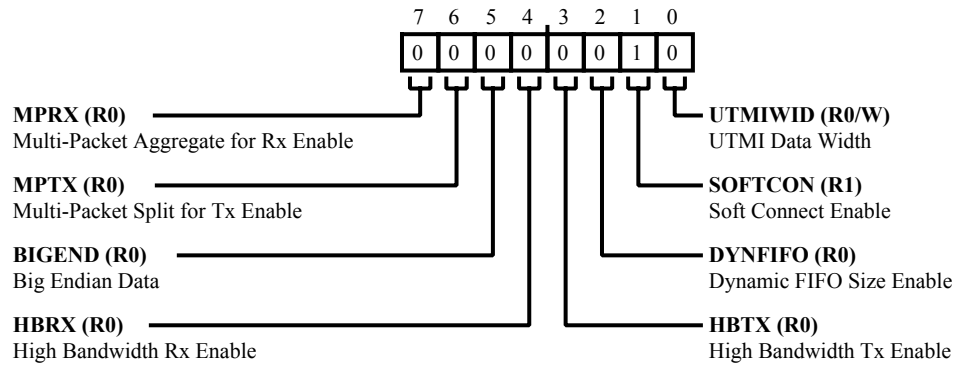 7 6 5 4 3 2 1 0
0 0 0 0 0 0 1 0
MPRX (R0)
Multi-Packet Aggregate for Rx Enable
MPTX (R0)
Multi-Packet Split for Tx Enable
BIGEND (R0)
Big Endian Data
HBRX (R0)
High Bandwidth Rx Enable
UTMIWID (R0/W)
UTMI Data Width
SOFTCON (R1)
Soft Connect Enable
DYNFIFO (R0)
Dynamic FIFO Size Enable
HBTX (R0)
High Bandwidth Tx Enable